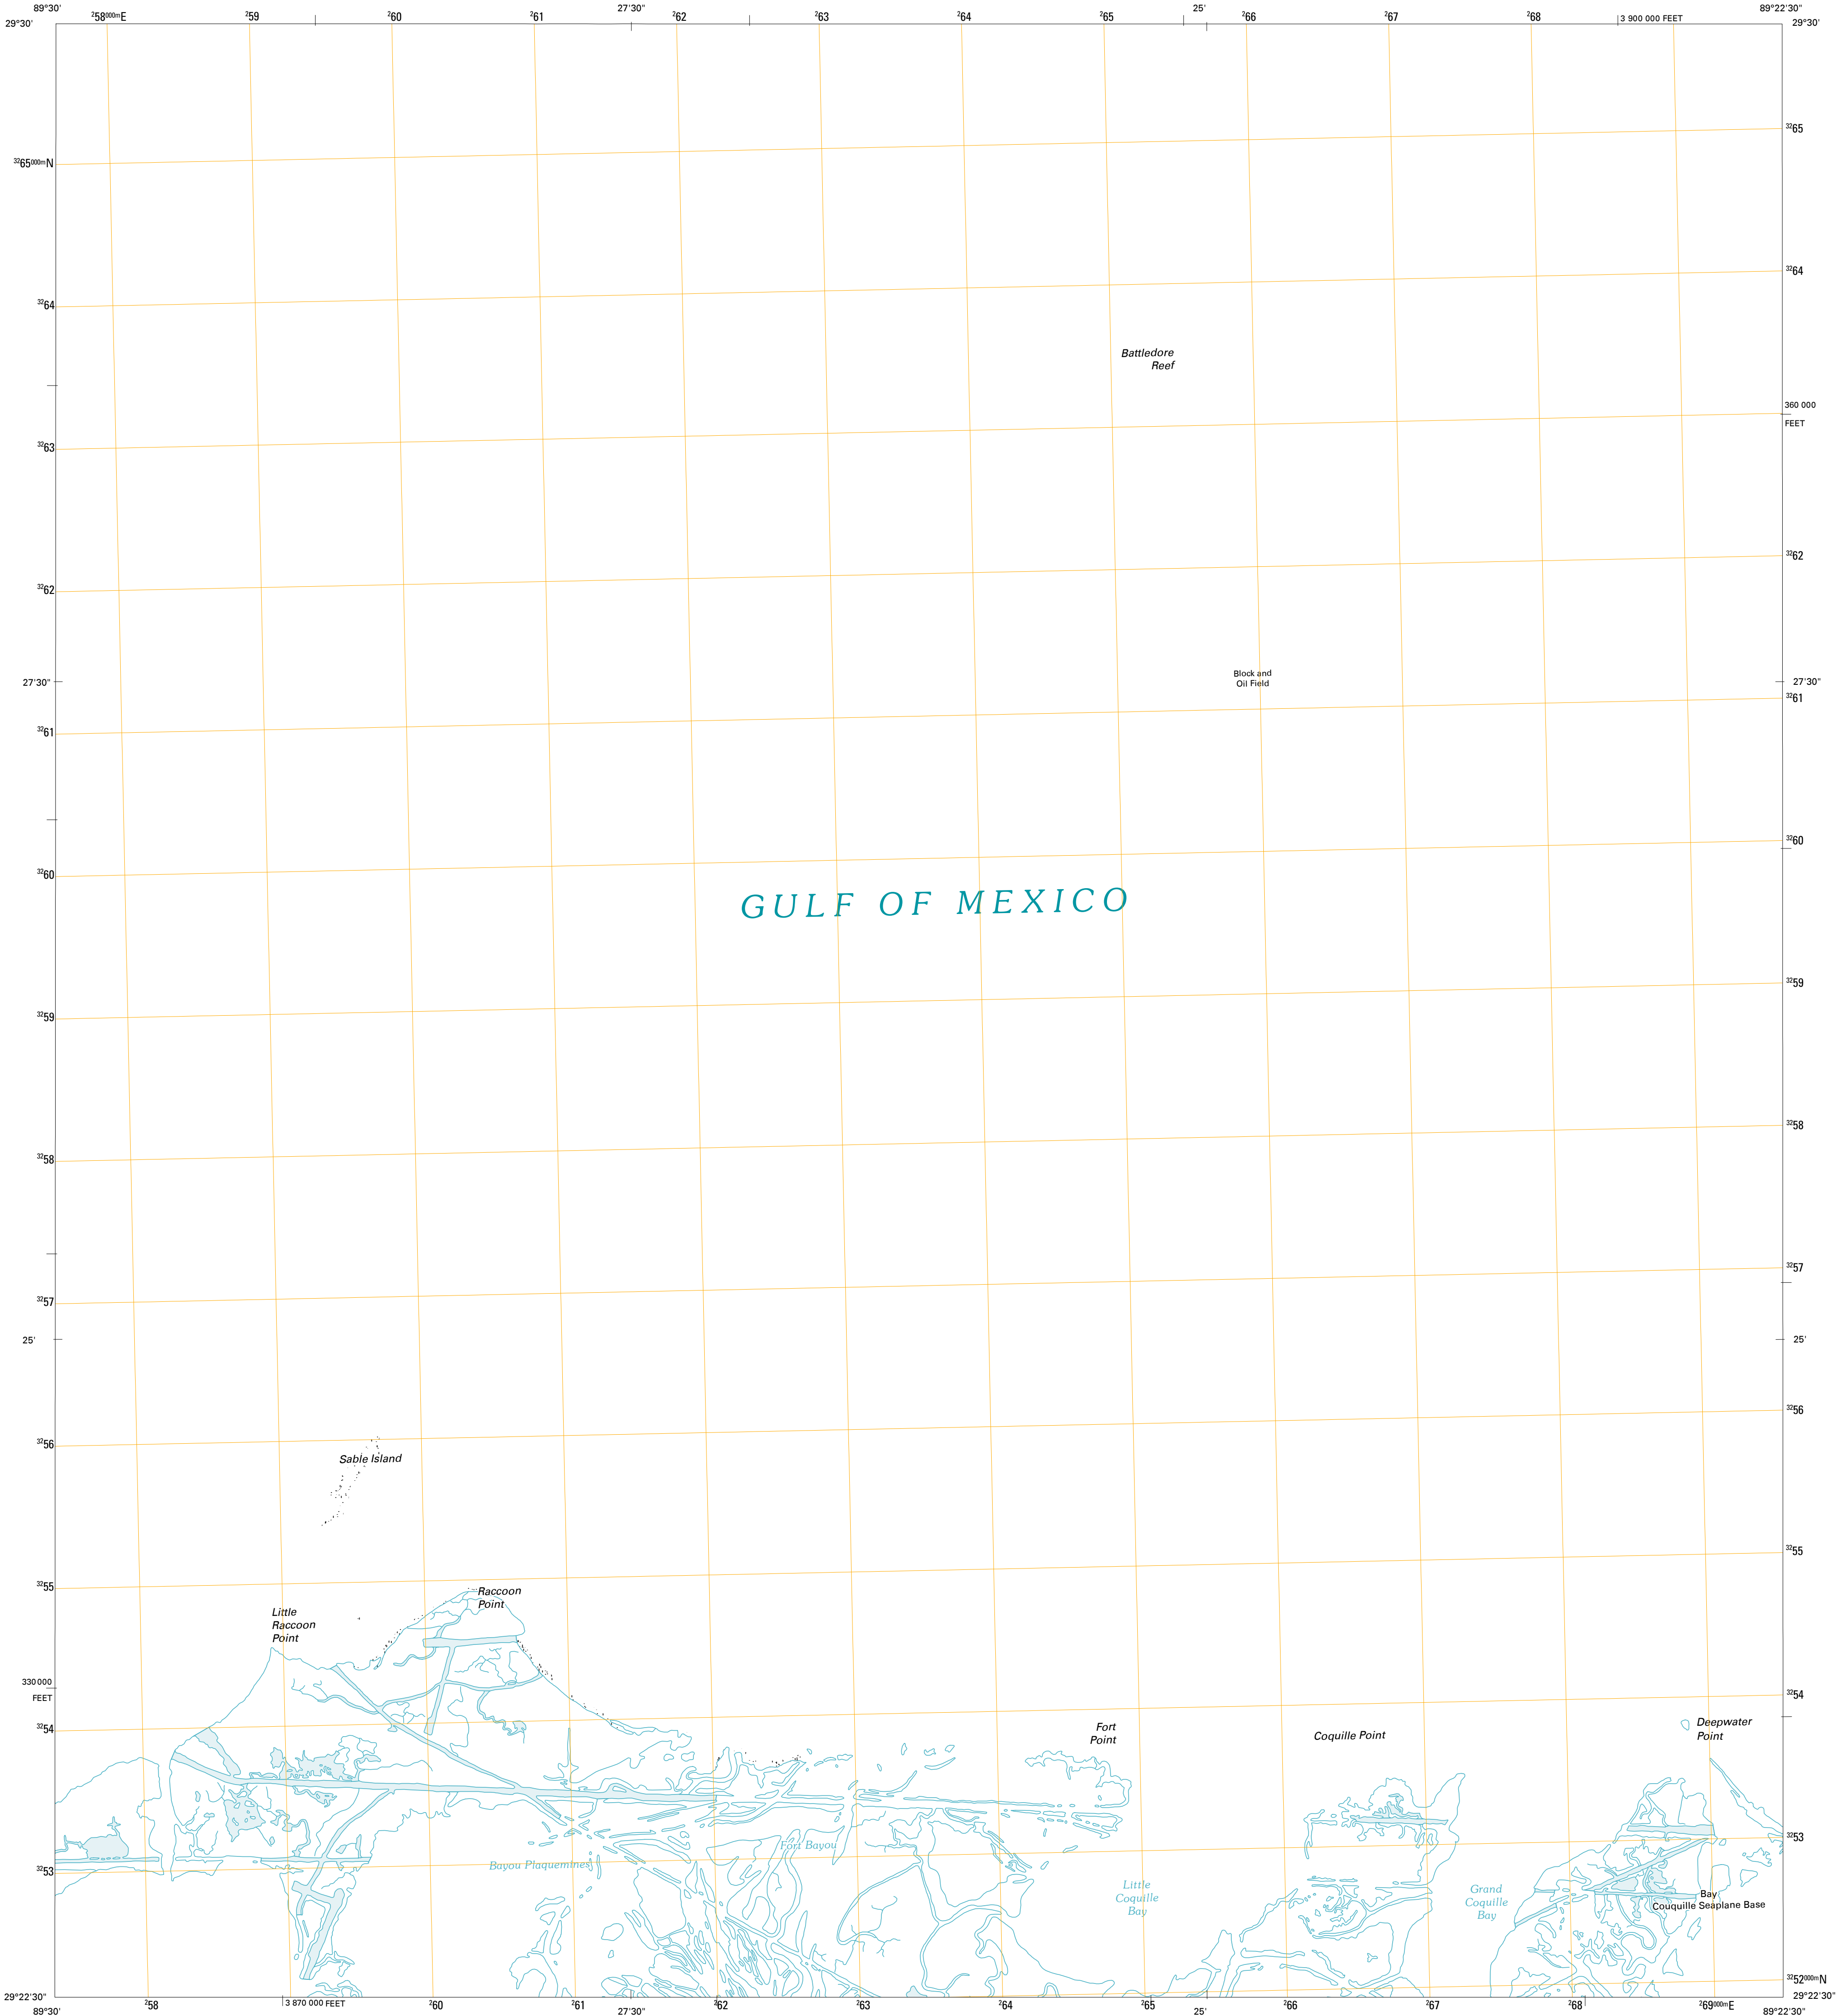 89°30' ²58000mE ²59 ²60 ²61 27'30" ²62 ²63 ²64 ²65 25' ²66 ²67 ²68 3 900 000 FEET 89°22'30"
29°30' 29°30'
³²65
³²65000mN
³²64
³²64
Battledore
Reef
360 000
FEET
³²63
³²62
³²62
Block and
Oil Field
27'30" 27'30"
³²61
³²61
³²60
³²60
GULF OF MEXICO
³²59
³²59
³²58
³²58
³²57
³²57
25' 25'
³²56
³²56
Sable Island
³²55
³²55
Raccoon
Point
Little
Raccoon
Point
330 000
FEET
³²54
³²54
Fort
Point
Coquille Point
Deepwater
Point
³²53
³²53
Fort Bayou
Bayou Plaquemines
Little
Coquille
Bay
Grand
Coquille
Bay
Bay
Couquille Seaplane Base
³²52000mN
29°22'30" 29°22'30"
89°30' ²58 3 870 000 FEET ²60 ²61 27'30" ²62 ²63 ²64 ²65 25' ²66 ²67 ²68 ²69000mE 89°22'30"